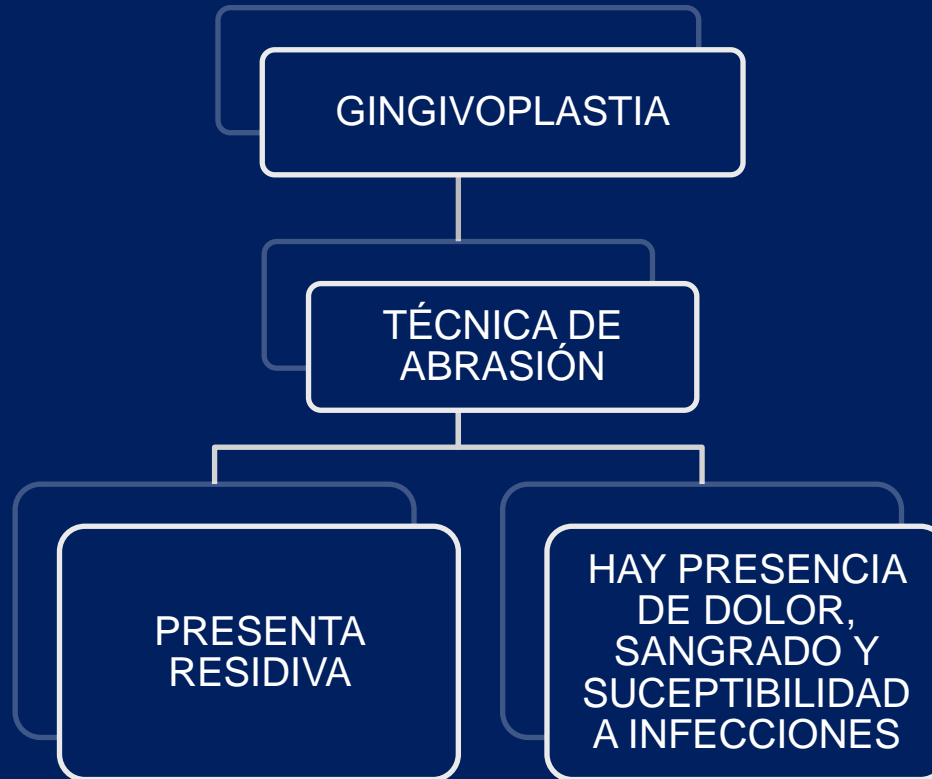 GINGIVOPLASTIA
TÉCNICA DE
ABRASIÓN
PRESENTA
RESIDIVA
HAY PRESENCIA
DE DOLOR,
SANGRADO Y
SUCEPTIBILIDAD
A INFECCIONES